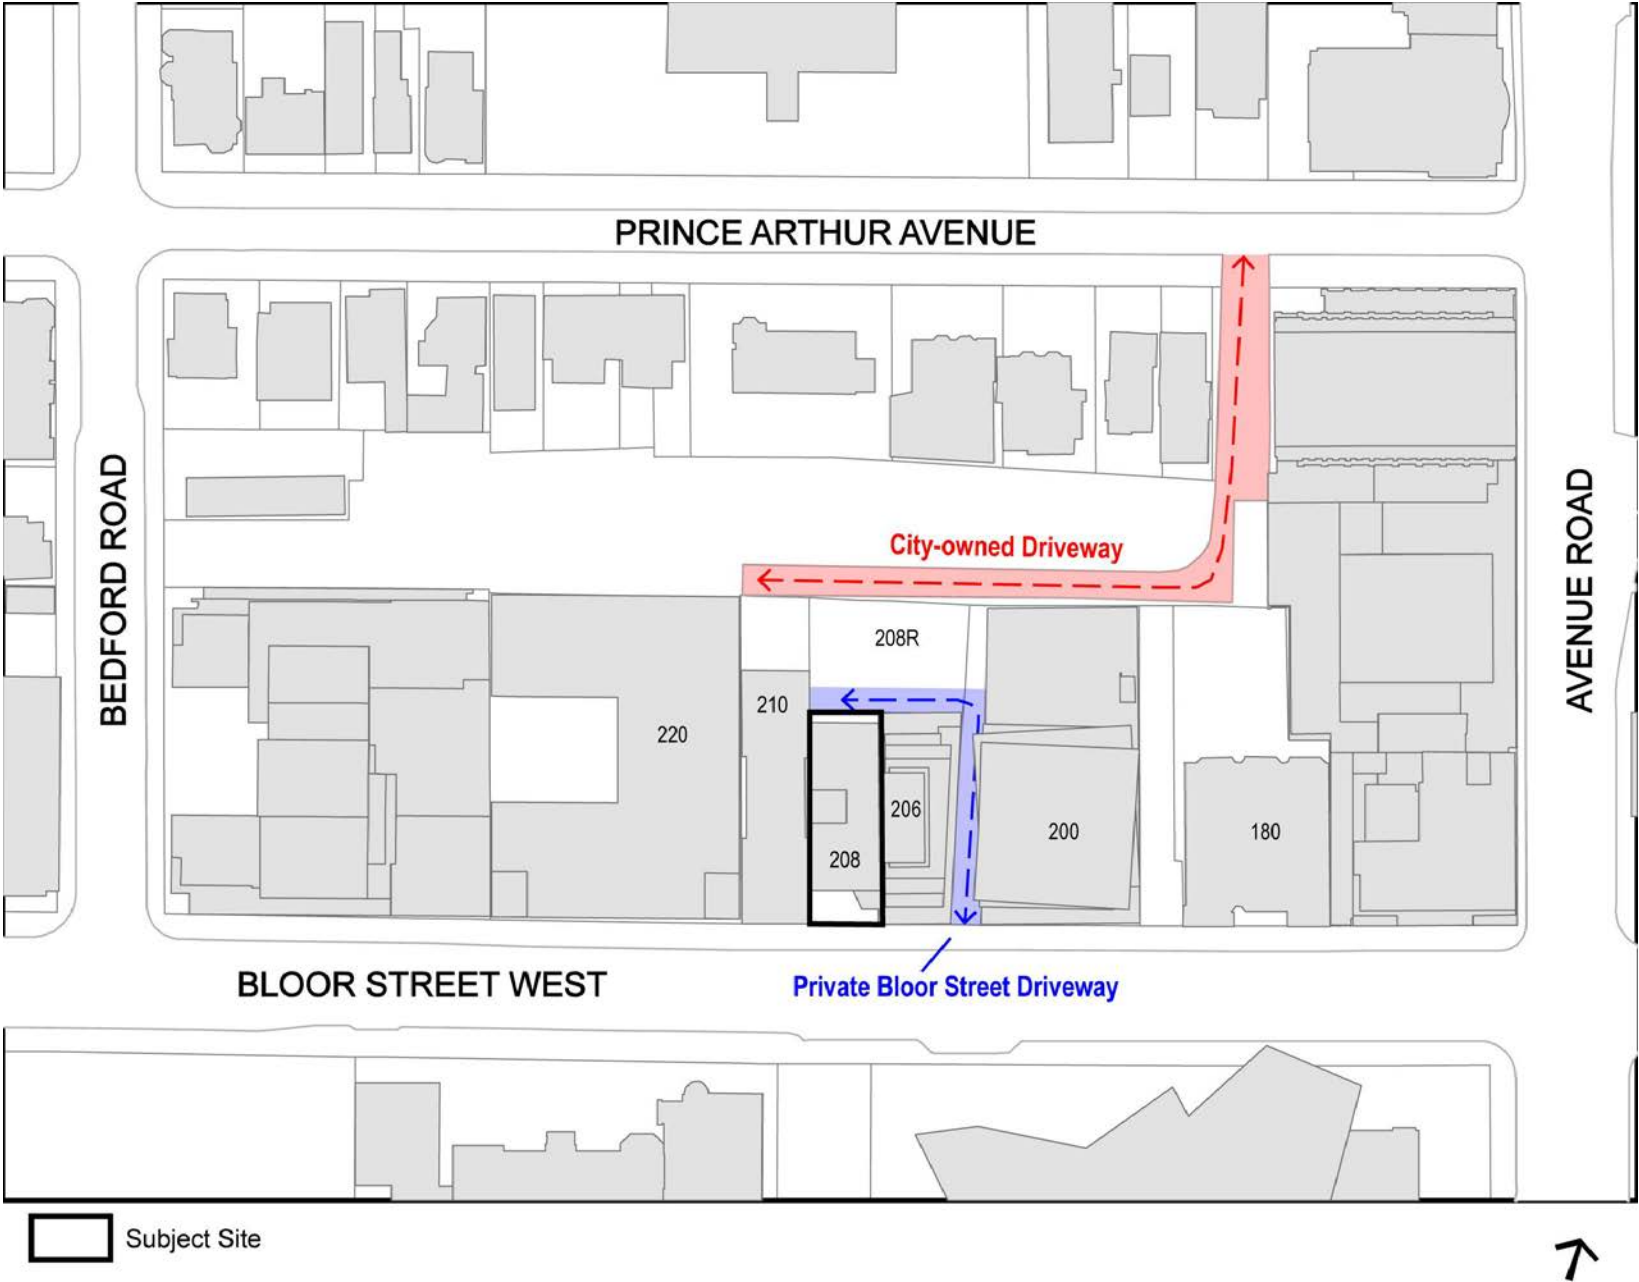 PRINCE ARTHUR AVENUE
BEDFORD ROAD
AVENUE ROAD
City-owned Driveway
208R
210
220
206
208
200
180
BLOOR STREET WEST
Private Bloor Street Driveway
Subject Site